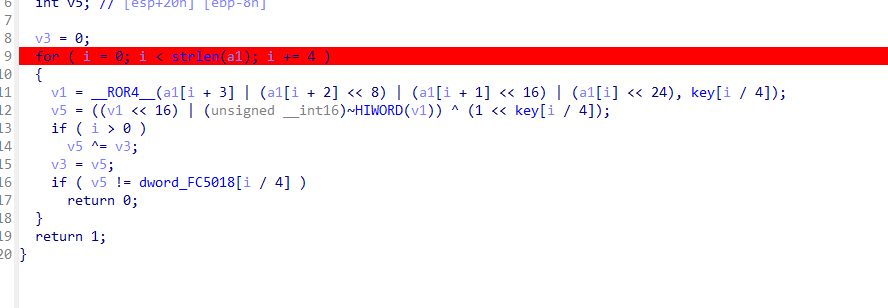 6 int v5; // [esp+20h] [ebp-8h]
7
8 v3 = 0;
9 for ( i = 0; i < strlen(a1); i += 4 )
10 {
11 v1 = __ROR4__(a1[i + 3] | (a1[i + 2] << 8) | (a1[i + 1] << 16) | (a1[i] << 24), key[i / 4]);
12 v5 = ((v1 << 16) | (unsigned __int16)~HIWORD(v1)) ^ (1 << key[i / 4]);
13 if ( i > 0 )
14 v5 ^= v3;
15 v3 = v5;
16 if ( v5 != dword_FC5018[i / 4] )
17 return 0;
18 }
19 return 1;
20 }